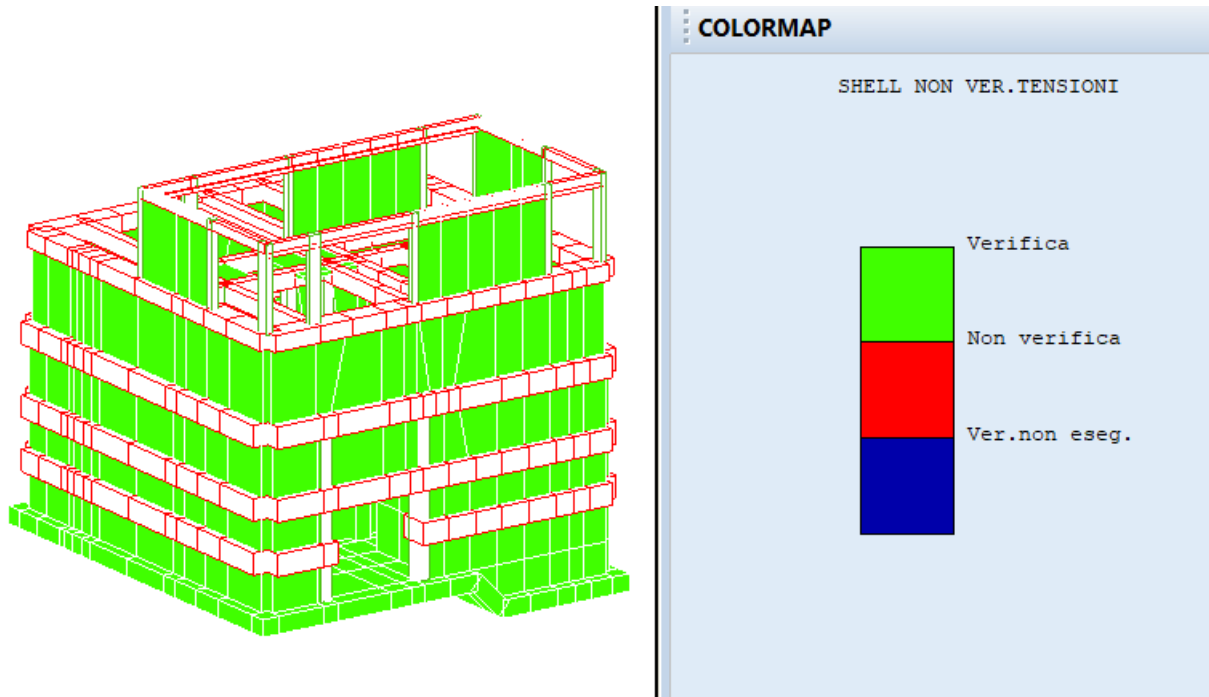 COLORMAP
SHELL NON VER.TENSIONI
Verifica
Non verifica
Ver.non eseg.